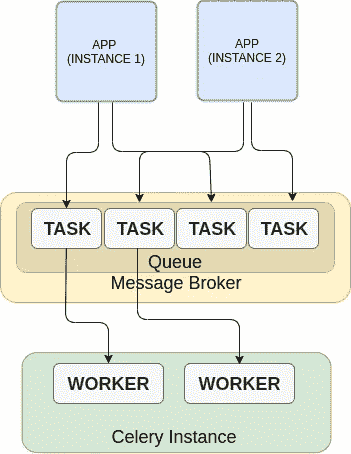 APP
(INSTANCE 1)
APP
(INSTANCE 2)
TASK
TASK
TASK
TASK
Queue
Message Broker
WORKER
WORKER
Celery Instance